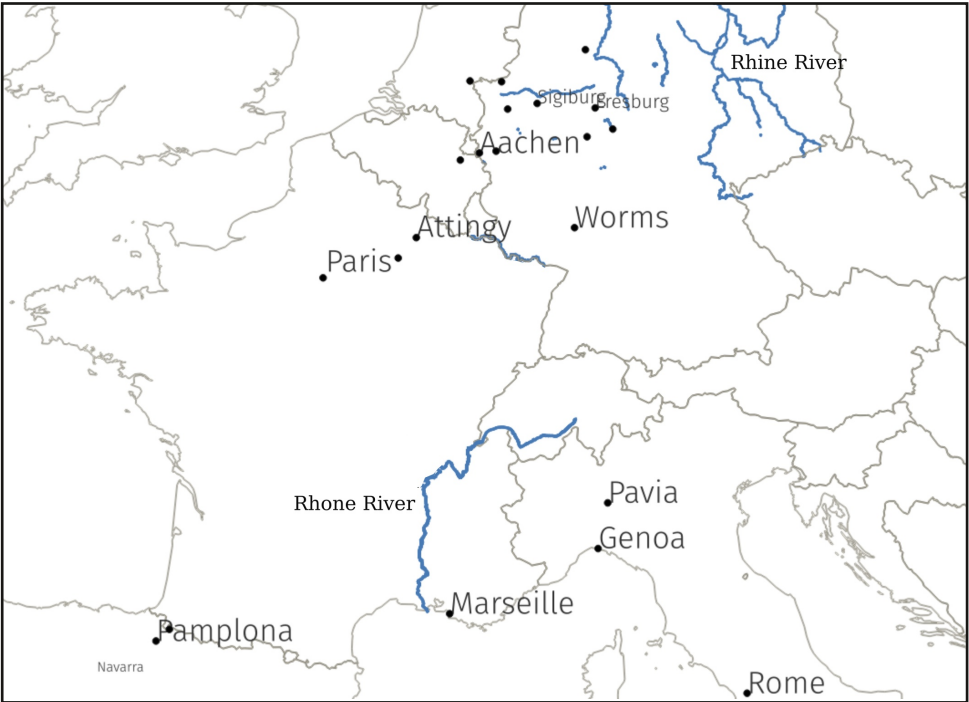 Rhine River
Sigiburg
Eresburg
Aachen
Worms
Attingy
Paris
Pavia
Rhone River
Genoa
Marseille
Pamplona
Navarra
Rome